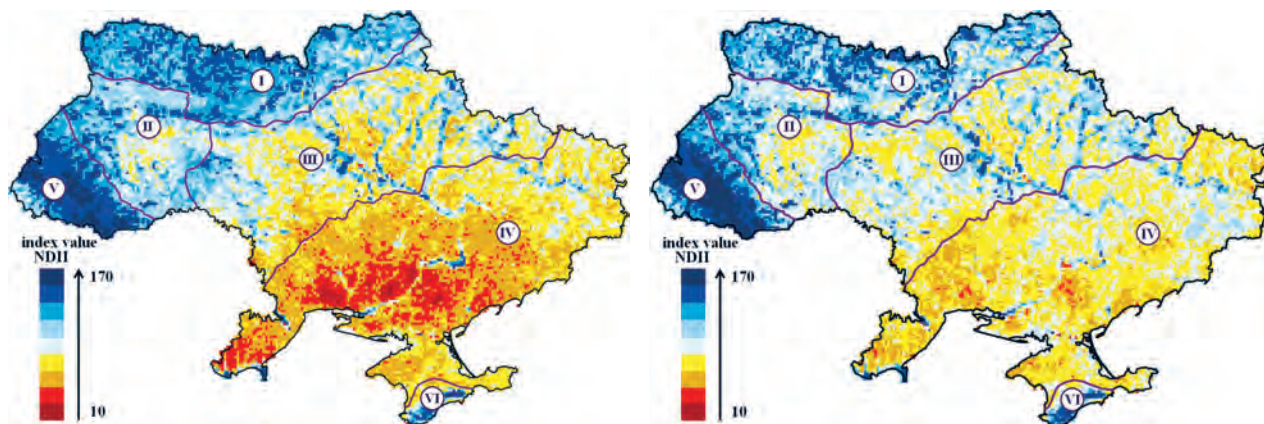 I
II
III
V
IV
VI
index value
NDII
170
10
I
II
III
V
IV
VI
index value
NDII
170
10